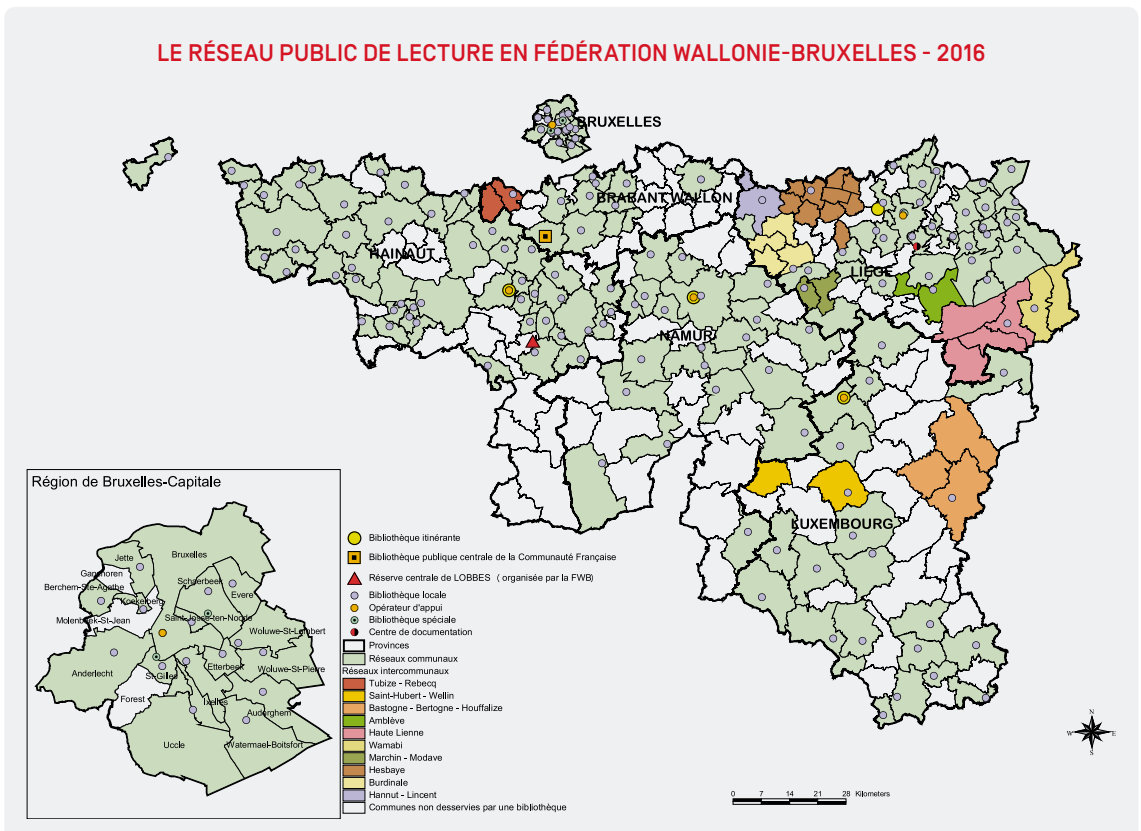 LE RÉSEAU PUBLIC DE LECTURE EN FÉDÉRATION WALLONIE-BRUXELLES - 2016
BRUXELLES
BRABANT WALLON
HAINAUT
LIEGE
NAMUR
LUXEMBOURG
Région de Bruxelles-Capitale
Bruxelles
Jette
Ganshoren
Schaerbeek
Berchem-Ste-Agathe
Evere
Koekelberg
Molenbeek-St-Jean
Saint-Josse-ten-Noode
Woluwe-St-Lambert
Etterbeek
Woluwe-St-Pierre
Anderlecht
St-Gilles
Forest
Ixelles
Auderghem
Uccle
Watermael-Boitsfort
Bibliothèque itinérante
Bibliothèque publique centrale de la Communauté Française
Réserve centrale de LOBBES ( organisée par la FWB)
Bibliothèque locale
Opérateur d'appui
Bibliothèque spéciale
Centre de documentation
Provinces
Réseaux communaux
Réseaux intercommunaux
Tubize - Rebecq
Saint-Hubert - Wellin
Bastogne - Bertogne - Houffalize
Amblève
Haute Lienne
Wamabi
Marchin - Modave
Hesbaye
Burdinale
Hannut - Lincent
Communes non desservies par une bibliothèque
0 7 14 21 28 Kilometers
N
W E
S